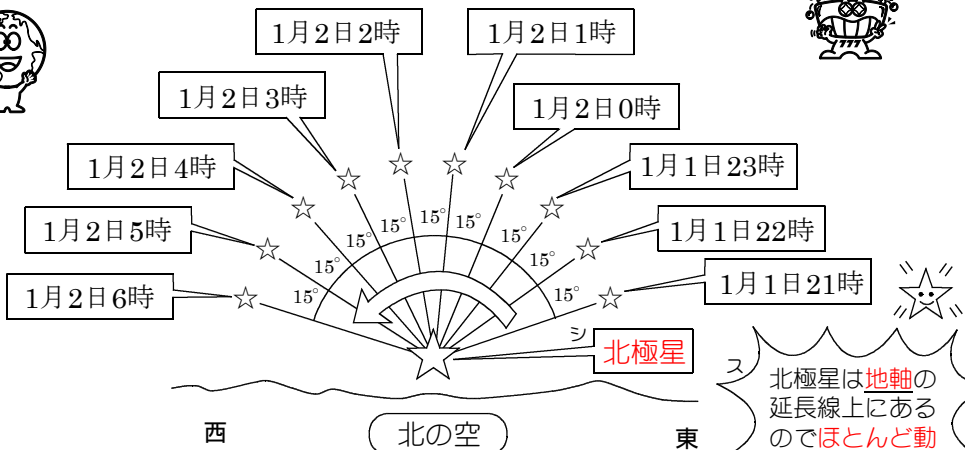 1月2日2時
1月2日1時
1月2日3時
1月2日0時
1月2日4時
1月1日23時
1月2日5時
1月1日22時
1月2日6時
1月1日21時
15°
15°
15°
15°
15°
15°
15°
15°
15°
シ
北極星
ス
北極星は地軸の
延長線上にある
のでほとんど動
西
北の空
東